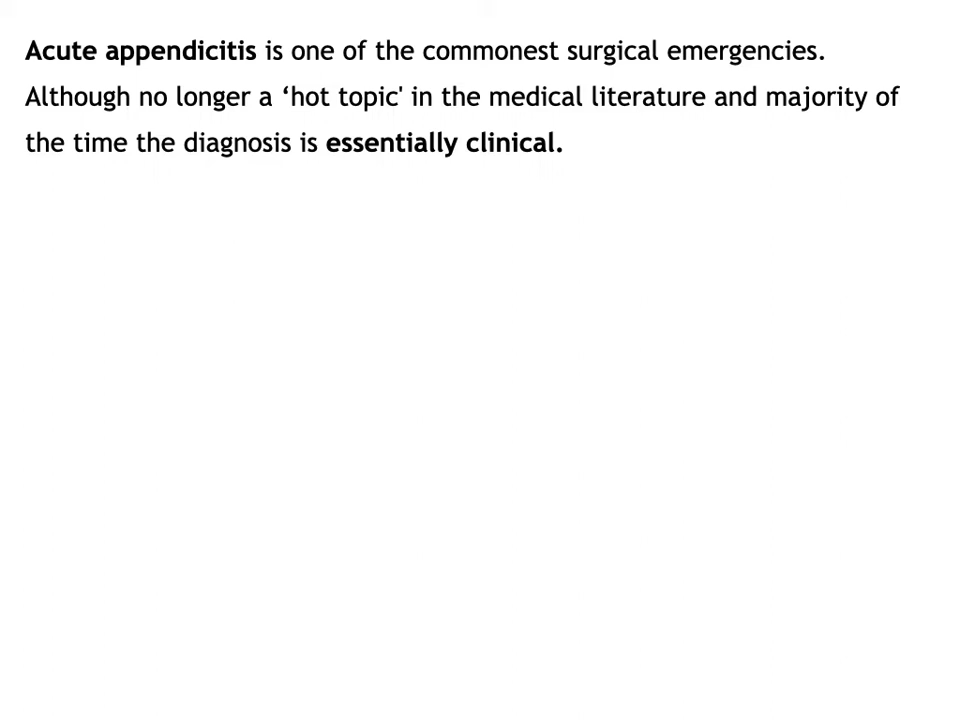 Acute appendicitis is one of the commonest surgical emergencies.
Although no longer a ‘hot topic' in the medical literature and majority of
the time the diagnosis is essentially clinical.